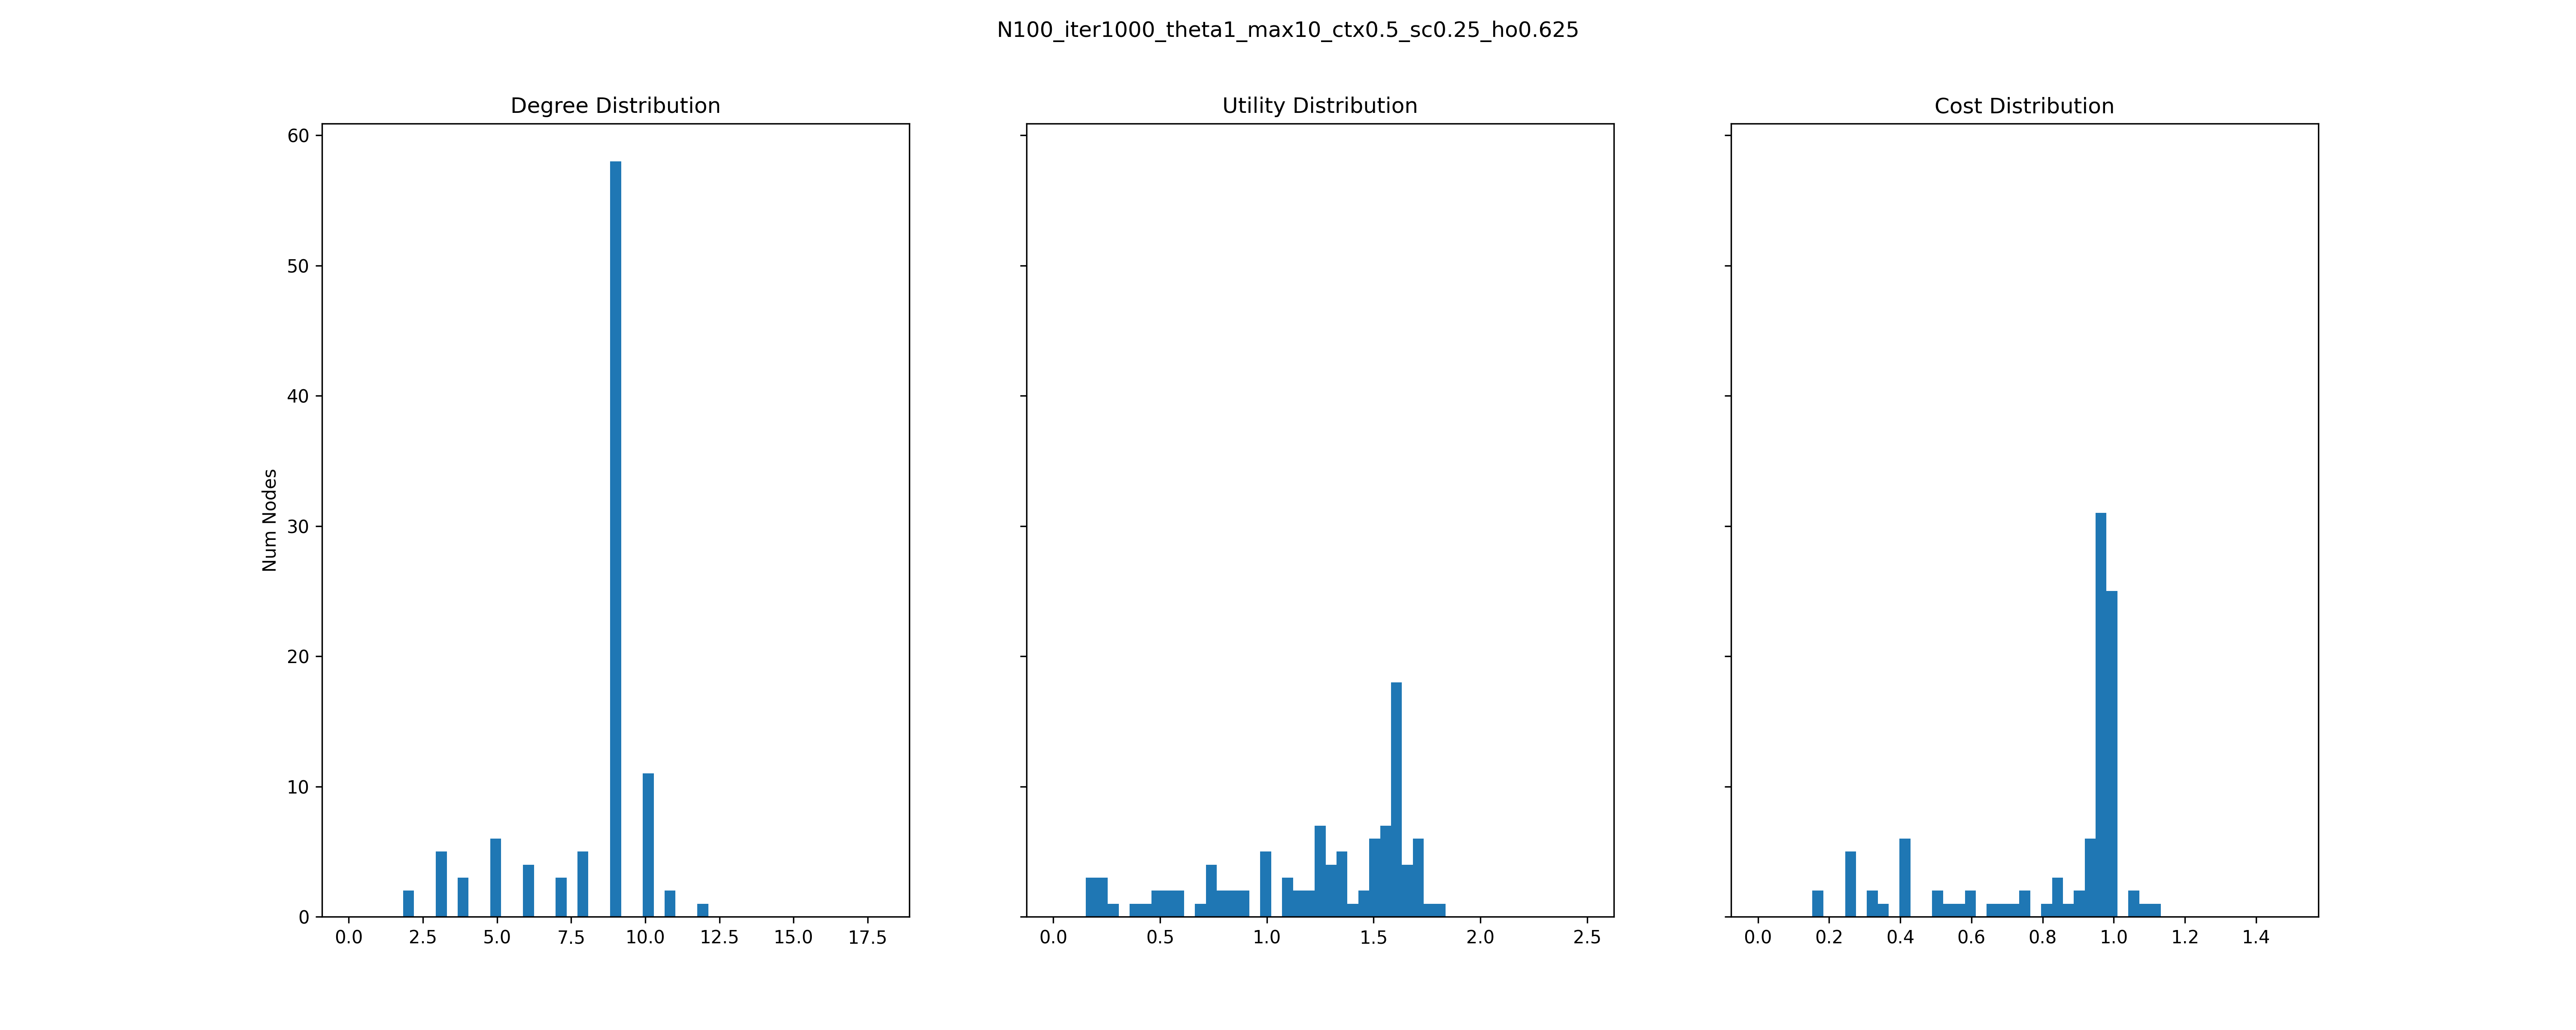 N100_iter1000_theta1_max10_ctx0.5_sc0.25_ho0.625
Degree Distribution
Utility Distribution
Cost Distribution
60
50
40
30
20
10
0
Num Nodes
0.0 2.5 5.0 7.5 10.0 12.5 15.0 17.5
0.0 0.5 1.0 1.5 2.0 2.5
0.0 0.2 0.4 0.6 0.8 1.0 1.2 1.4